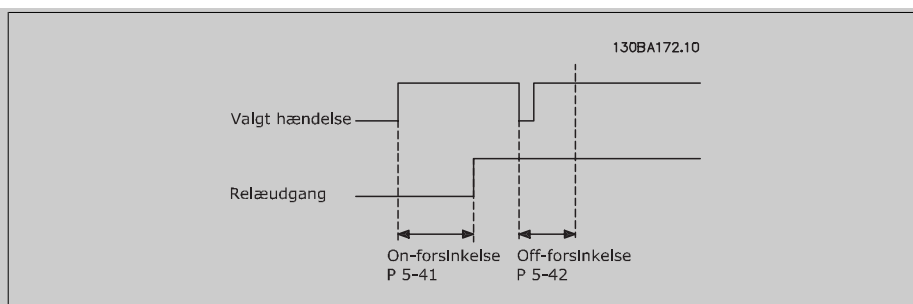 130BA172.10
Valgt hændelse
Relæudgang
On-forsinkelse
P 5-41
Off-forsinkelse
P 5-42